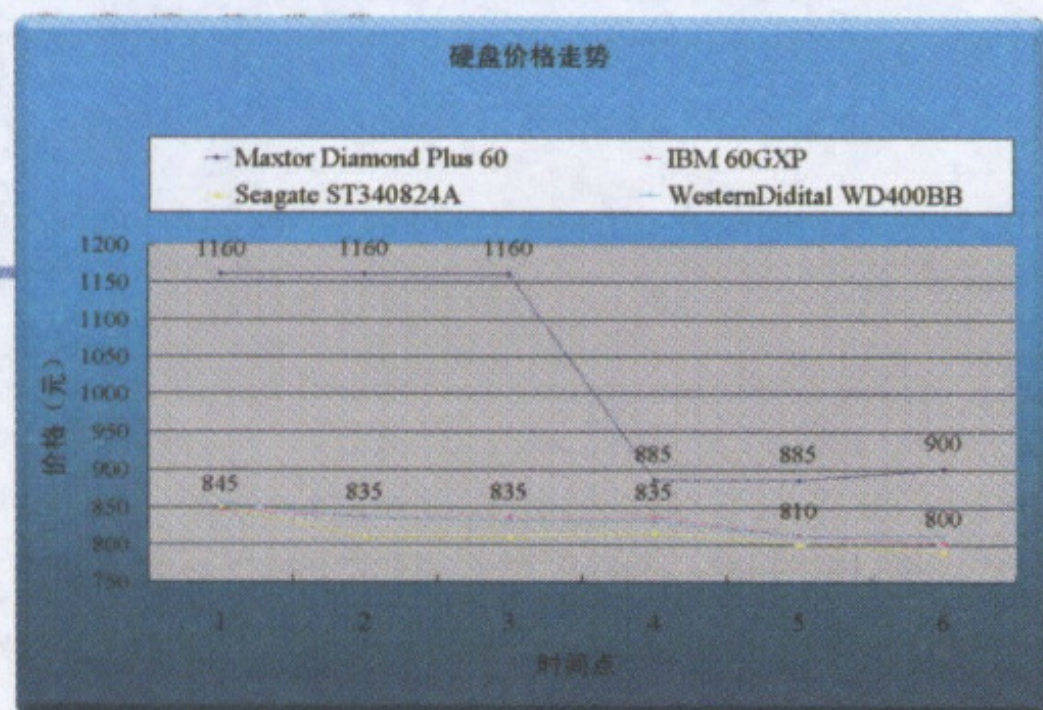 硬盘价格走势
Maxtor Diamond Plus 60 IBM 60GXP
Seagate ST340824A WesternDidital WD400BB
价格（元）
1200
1150
1100
1050
1000
950
900
850
800
750
1160 1160 1160
885 885 900
845 835 835 835 810 800
1 2 3 4 5 6
时间点